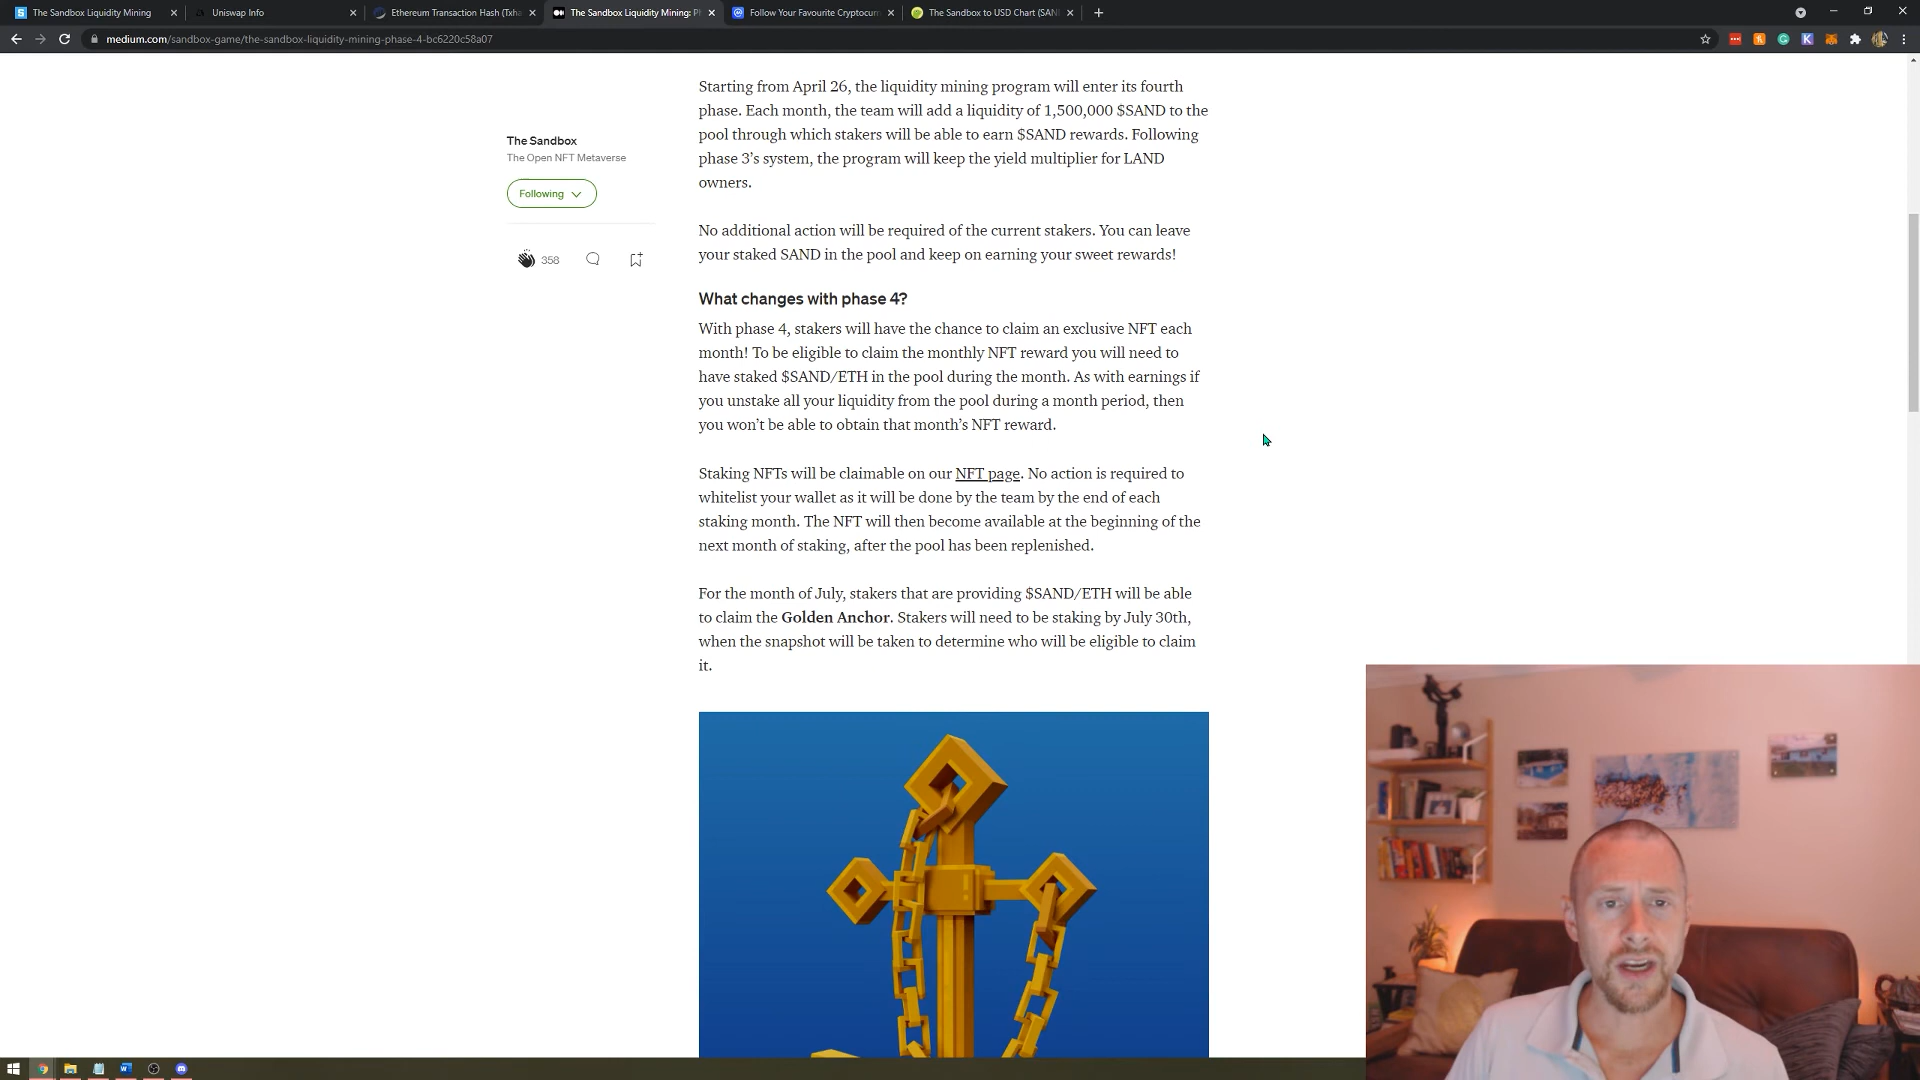 The Sandbox Liquidity Mining
Uniswap Info
Ethereum Transaction Hash (Txha
The Sandbox Liquidity Mining: Ph
Follow Your Favourite Cryptocurr
The Sandbox to USD Chart (SAN
medium.com/sandbox-game/the-sandbox-liquidity-mining-phase-4-bc6220c58a07
The Sandbox
The Open NFT Metaverse
Following
358
Starting from April 26, the liquidity mining program will enter its fourth
phase. Each month, the team will add a liquidity of 1,500,000 $SAND to the
pool through which stakers will be able to earn $SAND rewards. Following
phase 3’s system, the program will keep the yield multiplier for LAND
owners.
No additional action will be required of the current stakers. You can leave
your staked SAND in the pool and keep on earning your sweet rewards!
What changes with phase 4?
With phase 4, stakers will have the chance to claim an exclusive NFT each
month! To be eligible to claim the monthly NFT reward you will need to
have staked $SAND/ETH in the pool during the month. As with earnings if
you unstake all your liquidity from the pool during a month period, then
you won’t be able to obtain that month’s NFT reward.
Staking NFTs will be claimable on our NFT page. No action is required to
whitelist your wallet as it will be done by the team by the end of each
staking month. The NFT will then become available at the beginning of the
next month of staking, after the pool has been replenished.
For the month of July, stakers that are providing $SAND/ETH will be able
to claim the Golden Anchor. Stakers will need to be staking by July 30th,
when the snapshot will be taken to determine who will be eligible to claim
it.